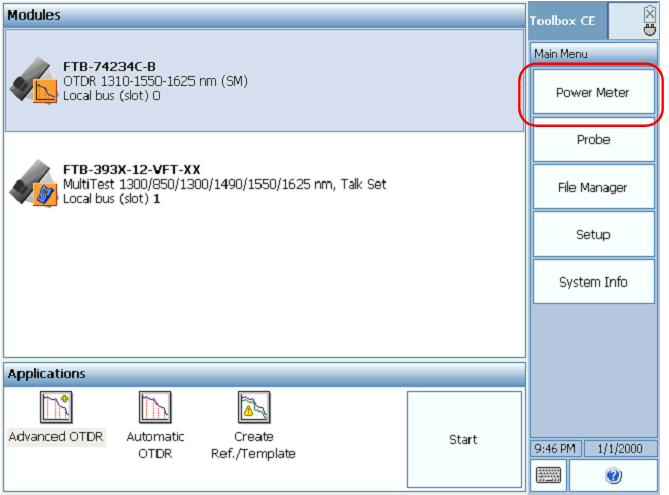 Modules
FTB-74234C-B
OTDR 1310-1550-1625 nm (SM)
Local bus (slot) 0
FTB-393X-12-VFT-XX
MultiTest 1300/850/1300/1490/1550/1625 nm, Talk Set
Local bus (slot) 1
Applications
Advanced OTDR
Automatic
OTDR
Create
Ref./Template
Start
Toolbox CE
Main Menu
Power Meter
Probe
File Manager
Setup
System Info
9:46 PM
1/1/2000
?